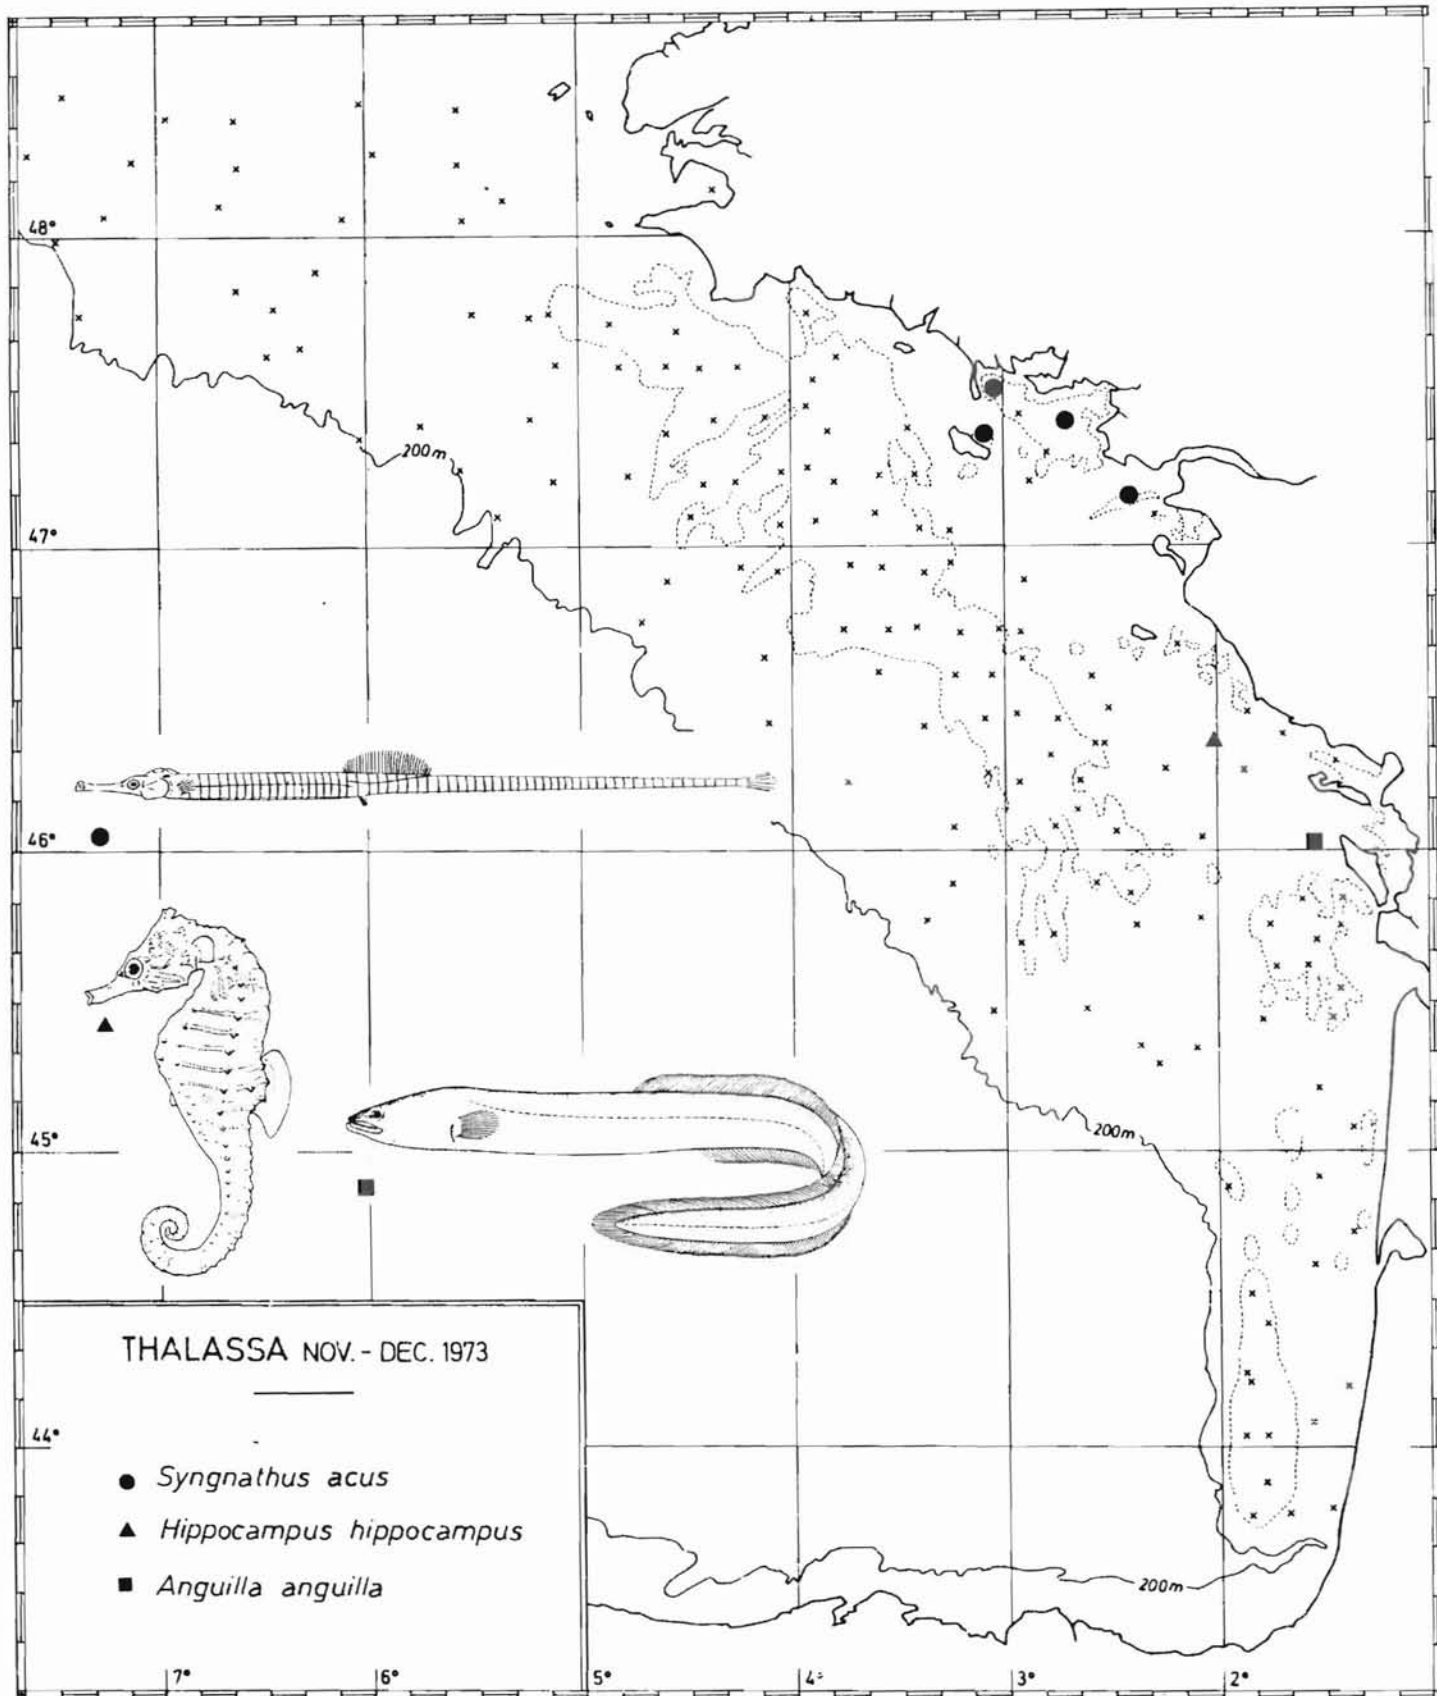 48°
200m
47°
46°
45°
200m
THALASSA NOV. - DEC. 1973
44°
Syngnathus acus
Hippocampus hippocampus
Anguilla anguilla
200m
7° 6° 5° 4° 3° 2°